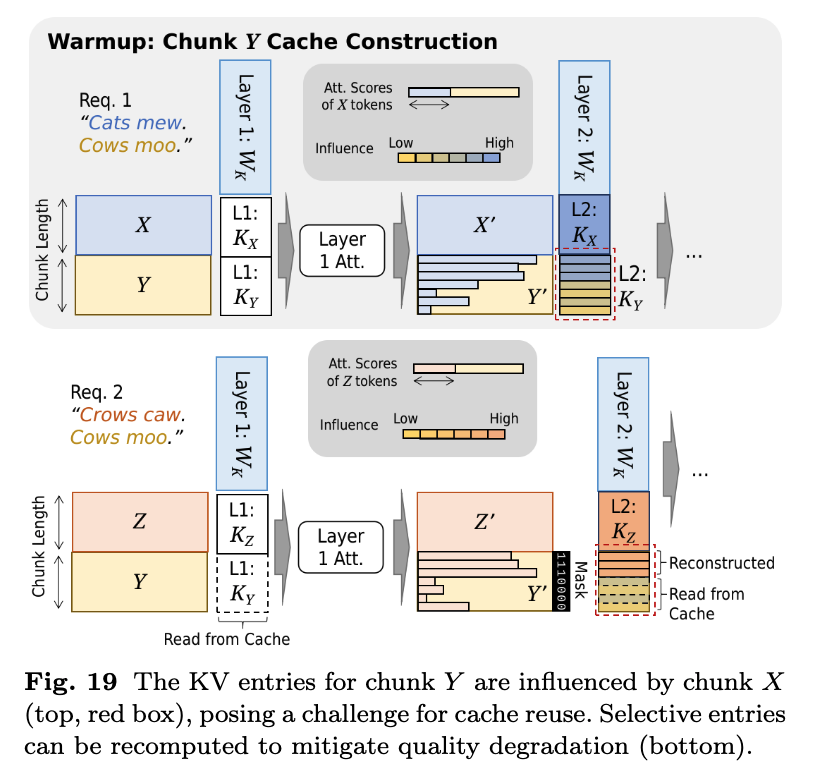 Warmup: Chunk Y Cache Construction
Req. 1
“Cats mew.
Cows moo.”
Layer 1: W_K
Att. Scores
of X tokens
Influence
Low
High
Layer 2: W_K
Chunk Length
X
Y
L1:
K_X
L1:
K_Y
Layer
1 Att.
X′
Y′
L2:
K_X
L2:
K_Y
...
Req. 2
“Crows caw.
Cows moo.”
Layer 1: W_K
Att. Scores
of Z tokens
Influence
Low
High
Layer 2: W_K
Chunk Length
Z
Y
L1:
K_Z
L1:
K_Y
Read from Cache
Layer
1 Att.
Z′
Y′
1110000
Mask
L2:
K_Z
Reconstructed
Read from
Cache
...
Fig. 19 The KV entries for chunk Y are influenced by chunk X
(top, red box), posing a challenge for cache reuse. Selective entries
can be recomputed to mitigate quality degradation (bottom).